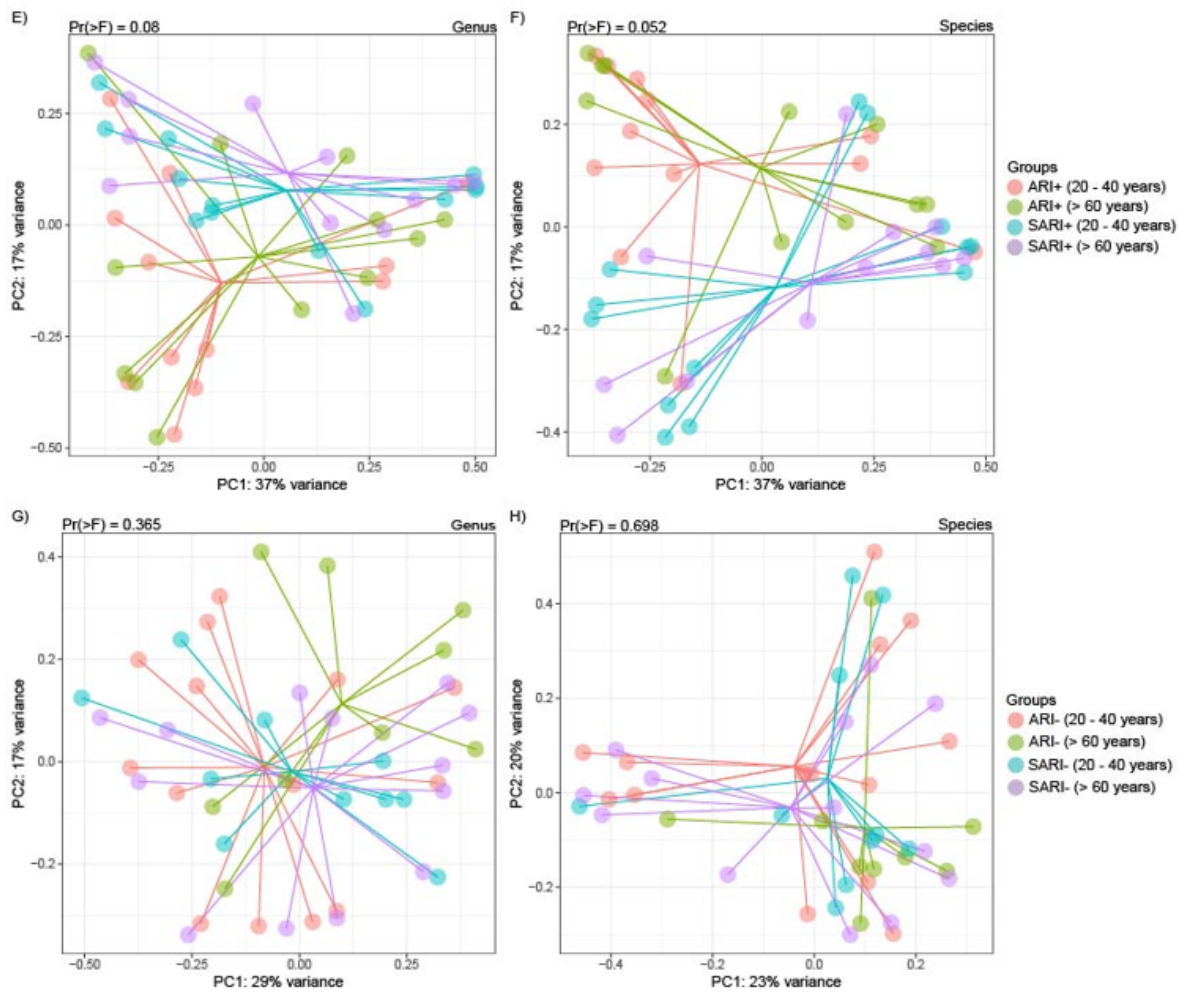 E)
Pr(>F) = 0.08 Genus
0.25
0.00
−0.25
−0.50
PC2: 17% variance
−0.25 0.00 0.25 0.50
PC1: 37% variance
F)
Pr(>F) = 0.052 Species
0.2
0.0
−0.2
−0.4
PC2: 17% variance
−0.25 0.00 0.25 0.50
PC1: 37% variance
Groups
ARI+ (20 - 40 years)
ARI+ (> 60 years)
SARI+ (20 - 40 years)
SARI+ (> 60 years)
G)
Pr(>F) = 0.365 Genus
0.4
0.2
0.0
−0.2
PC2: 17% variance
−0.50 −0.25 0.00 0.25
PC1: 29% variance
H)
Pr(>F) = 0.698 Species
0.4
0.2
0.0
−0.2
PC2: 20% variance
−0.4 −0.2 0.0 0.2
PC1: 23% variance
Groups
ARI- (20 - 40 years)
ARI- (> 60 years)
SARI- (20 - 40 years)
SARI- (> 60 years)